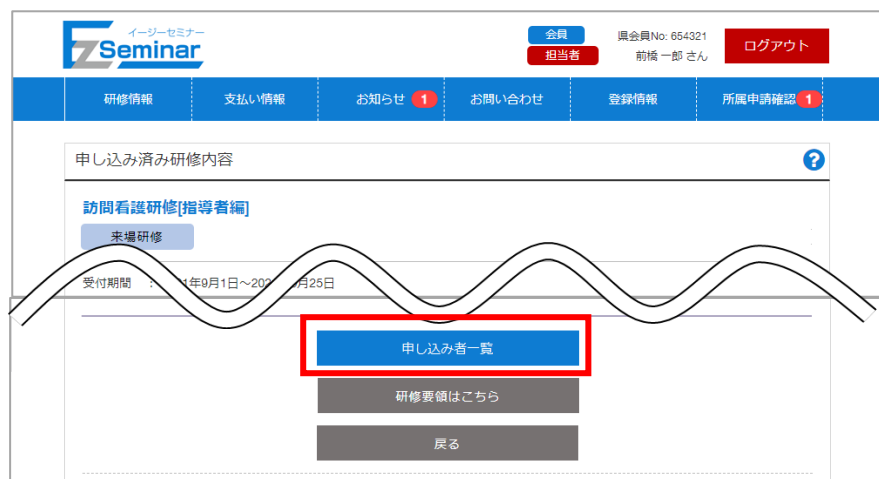 イージーセミナー
EzSeminar
会員
担当者
県会員No: 654321
前橋 一郎 さん
ログアウト
研修情報
支払い情報
お知らせ 1
お問い合わせ
登録情報
所属申請確認 1
申し込み済み研修内容
?
訪問看護研修[指導者編]
来場研修
受付期間 : 1年9月1日～202 月25日
申し込み者一覧
研修要領はこちら
戻る